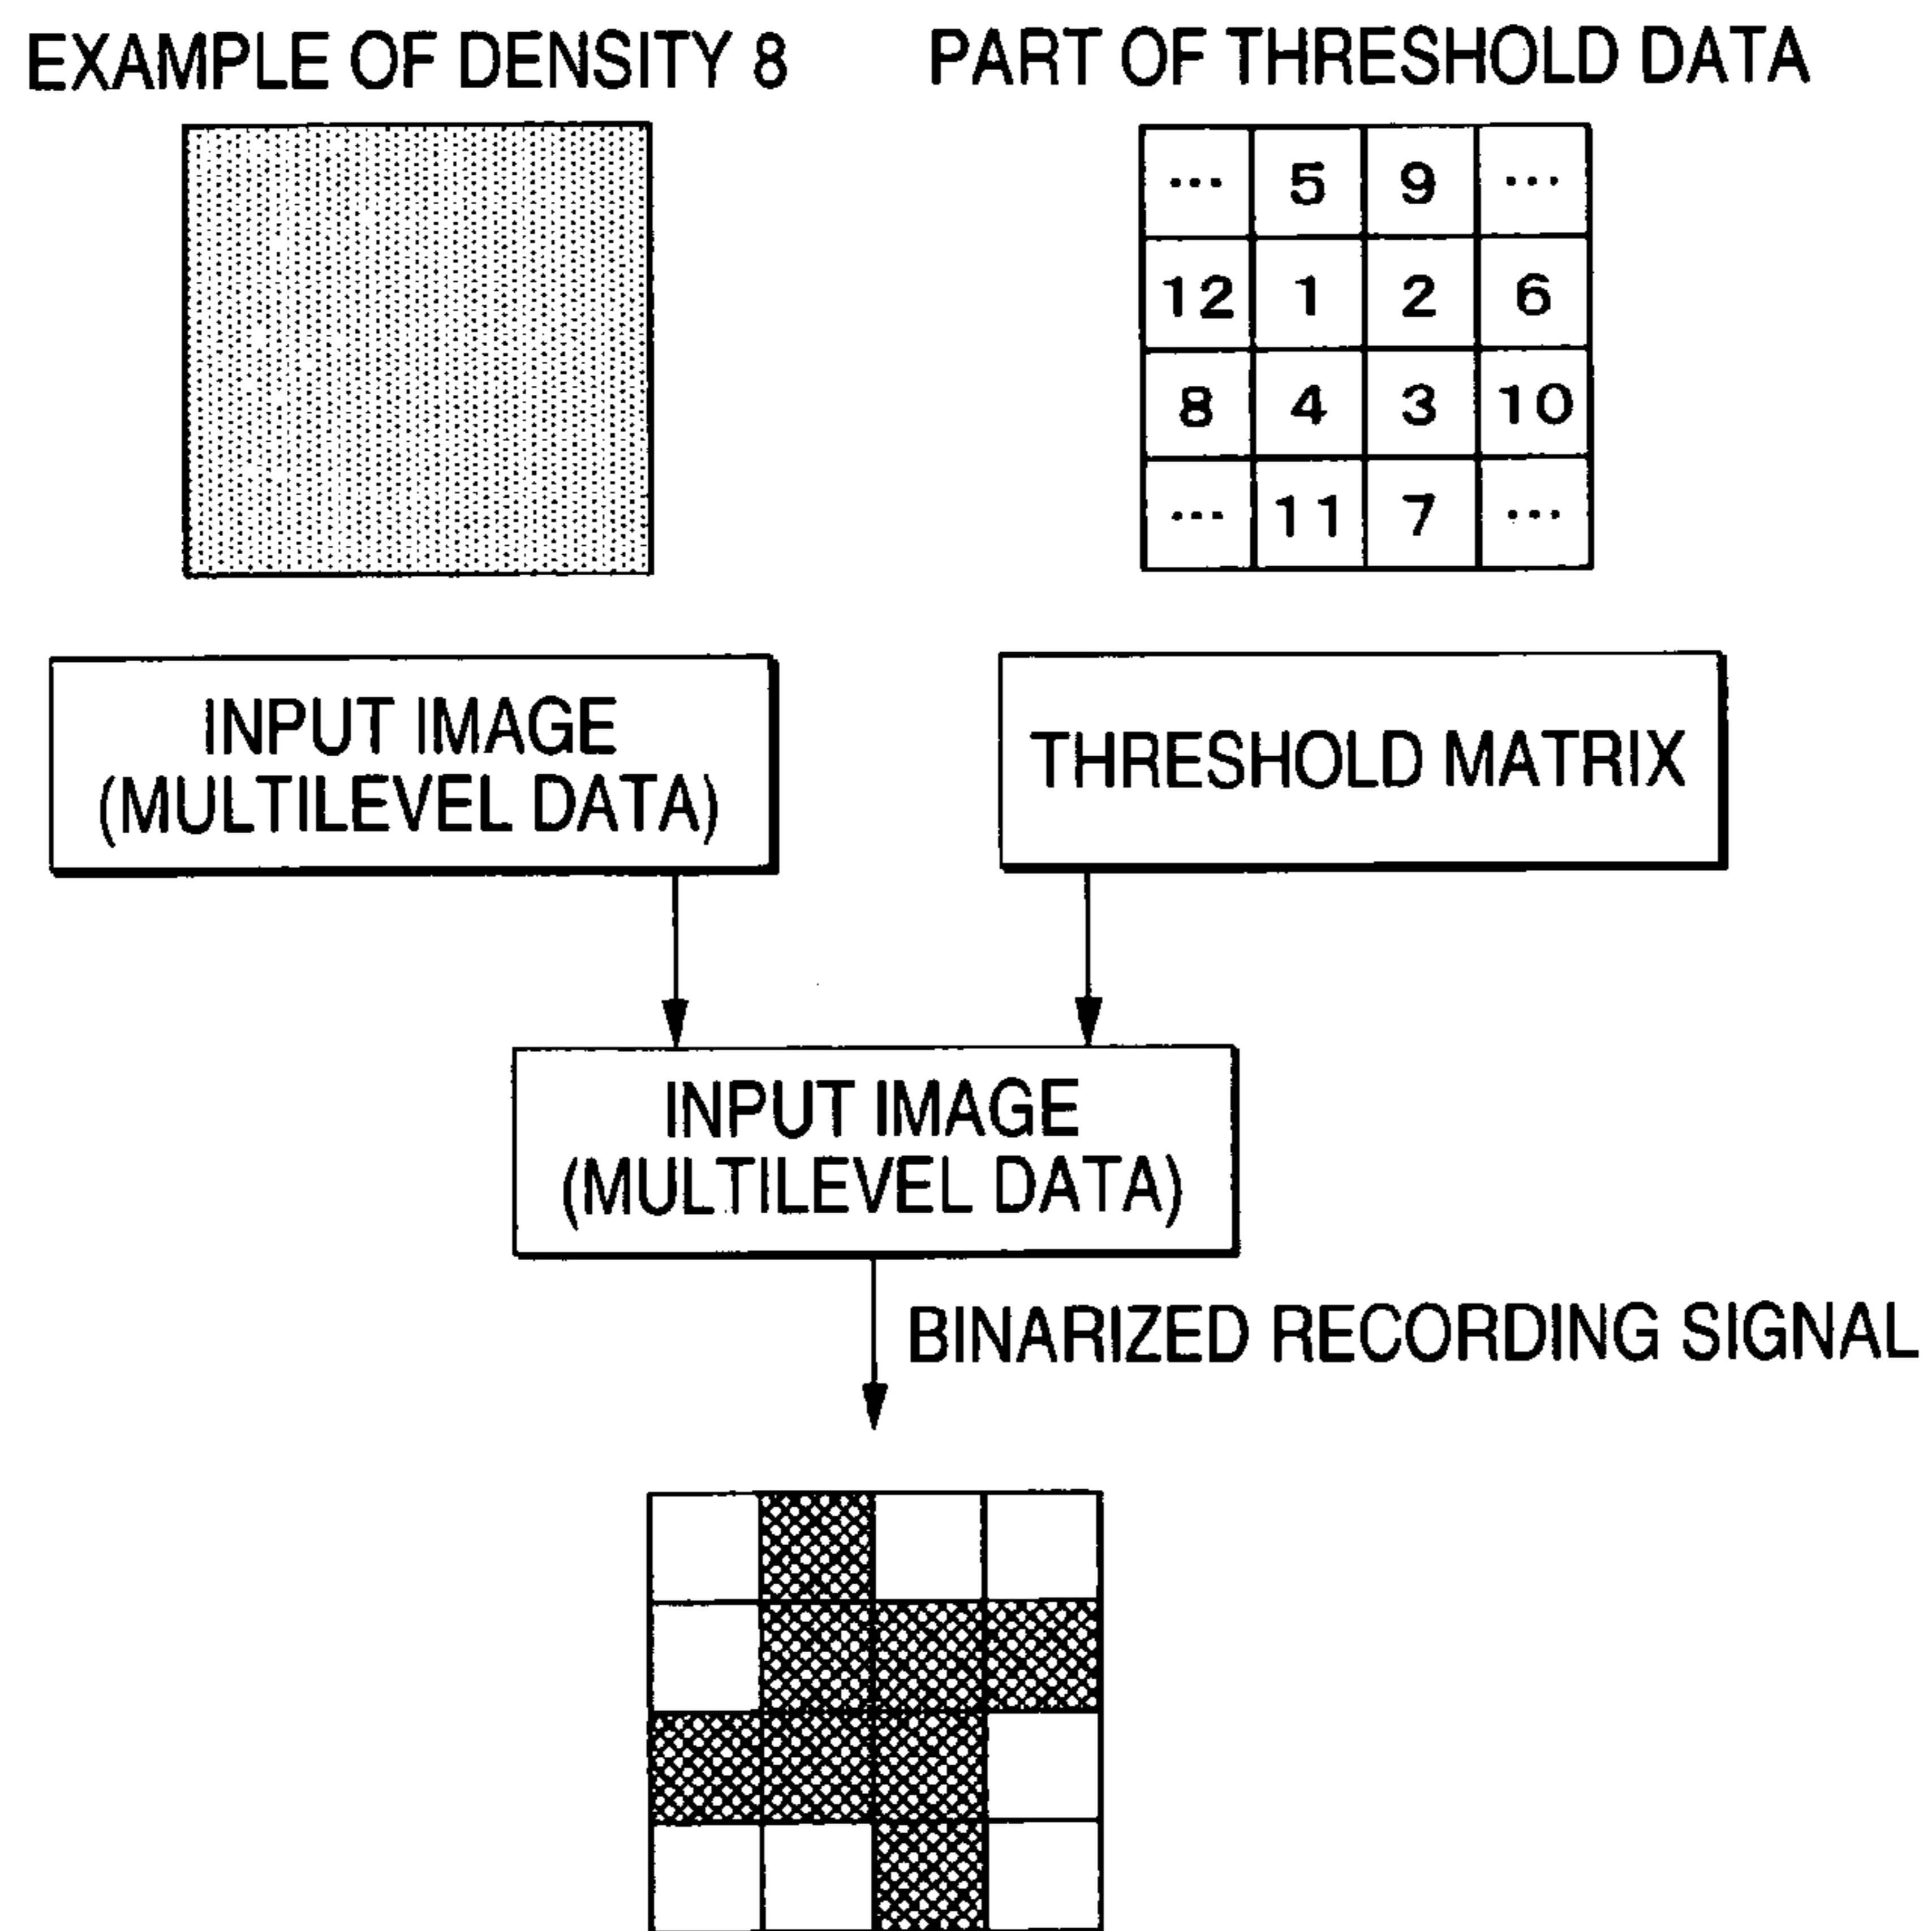 EXAMPLE OF DENSITY 8
PART OF THRESHOLD DATA
... 5 9 ...
12 1 2 6
8 4 3 10
... 11 7 ...
INPUT IMAGE
(MULTILEVEL DATA)
THRESHOLD MATRIX
INPUT IMAGE
(MULTILEVEL DATA)
BINARIZED RECORDING SIGNAL